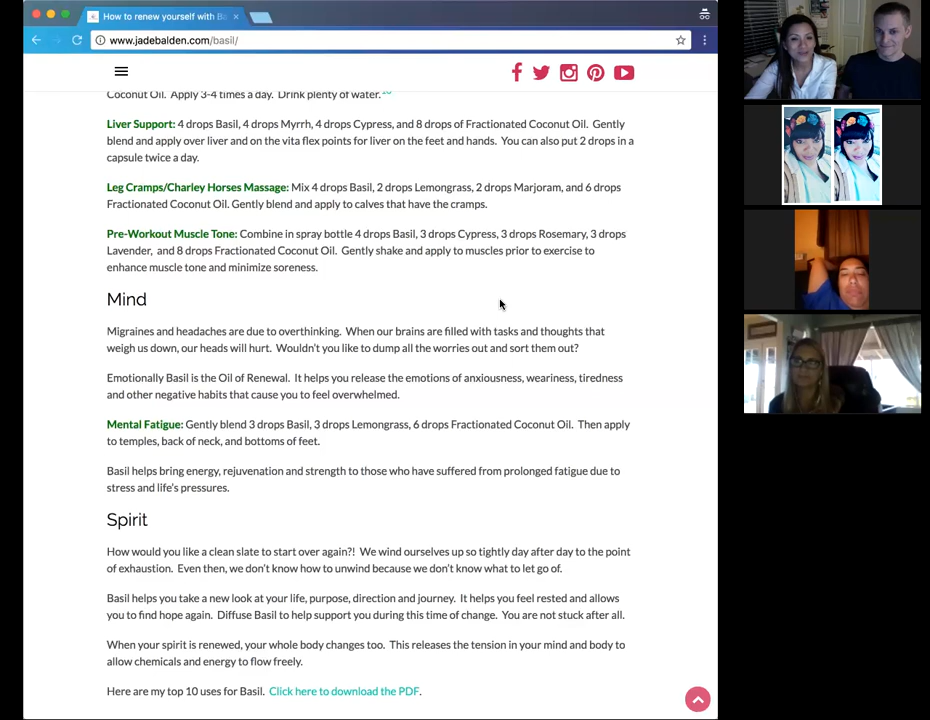 How to renew yourself with Ba
www.jadebalden.com/basil/
Coconut Oil. Apply 3-4 times a day. Drink plenty of water.
Liver Support: 4 drops Basil, 4 drops Myrrh, 4 drops Cypress, and 8 drops of Fractionated Coconut Oil. Gently
blend and apply over liver and on the vita flex points for liver on the feet and hands. You can also put 2 drops in a
capsule twice a day.
Leg Cramps/Charley Horses Massage: Mix 4 drops Basil, 2 drops Lemongrass, 2 drops Marjoram, and 6 drops
Fractionated Coconut Oil. Gently blend and apply to calves that have the cramps.
Pre-Workout Muscle Tone: Combine in spray bottle 4 drops Basil, 3 drops Cypress, 3 drops Rosemary, 3 drops
Lavender, and 8 drops Fractionated Coconut Oil. Gently shake and apply to muscles prior to exercise to
enhance muscle tone and minimize soreness.
Mind
Migraines and headaches are due to overthinking. When our brains are filled with tasks and thoughts that
weigh us down, our heads will hurt. Wouldn't you like to dump all the worries out and sort them out?
Emotionally Basil is the Oil of Renewal. It helps you release the emotions of anxiousness, weariness, tiredness
and other negative habits that cause you to feel overwhelmed.
Mental Fatigue: Gently blend 3 drops Basil, 3 drops Lemongrass, 6 drops Fractionated Coconut Oil. Then apply
to temples, back of neck, and bottoms of feet.
Basil helps bring energy, rejuvenation and strength to those who have suffered from prolonged fatigue due to
stress and life's pressures.
Spirit
How would you like a clean slate to start over again?! We wind ourselves up so tightly day after day to the point
of exhaustion. Even then, we don't know how to unwind because we don't know what to let go of.
Basil helps you take a new look at your life, purpose, direction and journey. It helps you feel rested and allows
you to find hope again. Diffuse Basil to help support you during this time of change. You are not stuck after all.
When your spirit is renewed, your whole body changes too. This releases the tension in your mind and body to
allow chemicals and energy to flow freely.
Here are my top 10 uses for Basil. Click here to download the PDF.